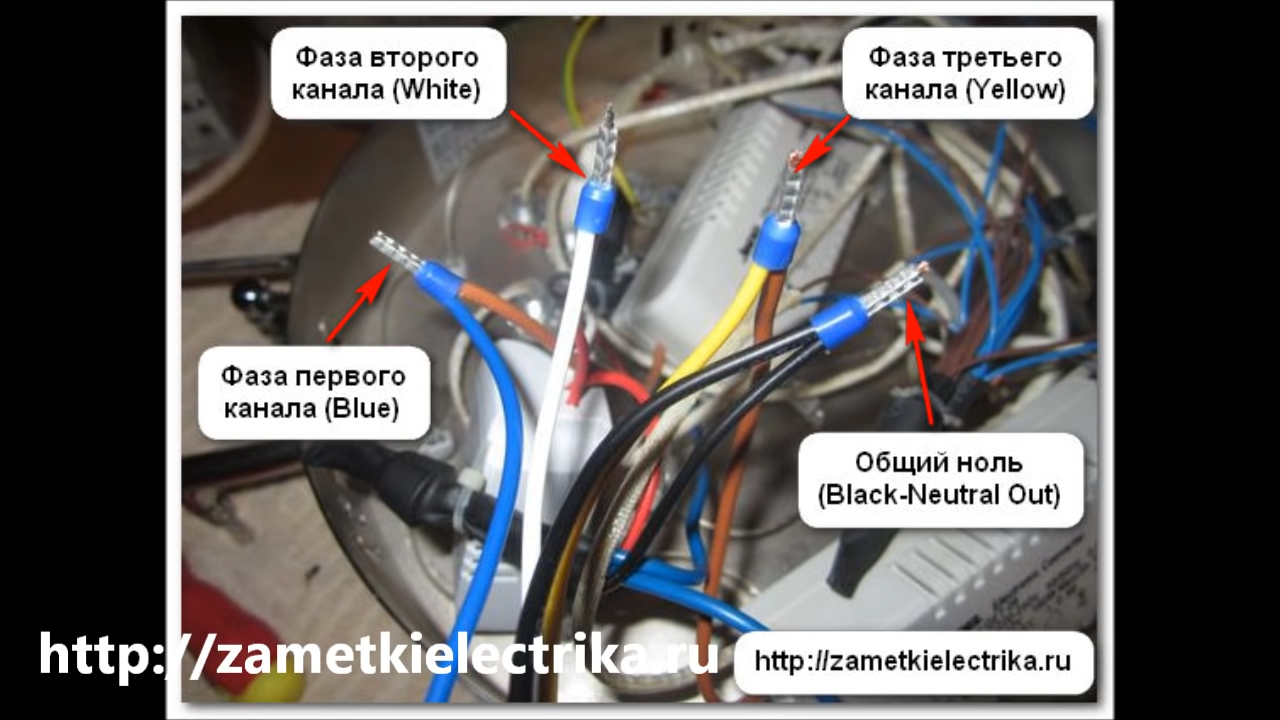 Фаза второго
канала (White)
Фаза третьего
канала (Yellow)
Фаза первого
канала (Blue)
Общий ноль
(Black-Neutral Out)
http://zametkielectrika.ru
http://zametkielectrika.ru